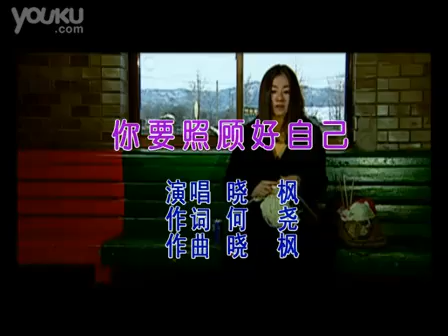 YOUKU
.com
你要照顾好自己
演唱 晓 枫
作词 何 尧
作曲 晓 枫